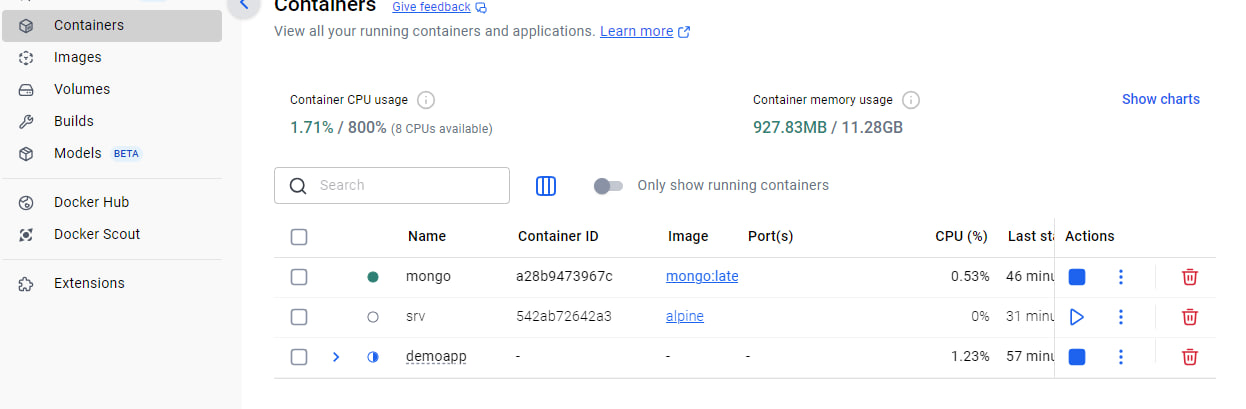 Containers Give feedback
View all your running containers and applications. Learn more
Containers
Images
Volumes
Builds
Models BETA
Docker Hub
Docker Scout
Extensions
Container CPU usage
1.71% / 800% (8 CPUs available)
Container memory usage
927.83MB / 11.28GB
Show charts
Search
Only show running containers
Name Container ID Image Port(s) CPU (%) Last sta Actions
mongo a28b9473967c mongo:late 0.53% 46 minu
srv 542ab72642a3 alpine 0% 31 minu
demoapp - - - 1.23% 57 minu